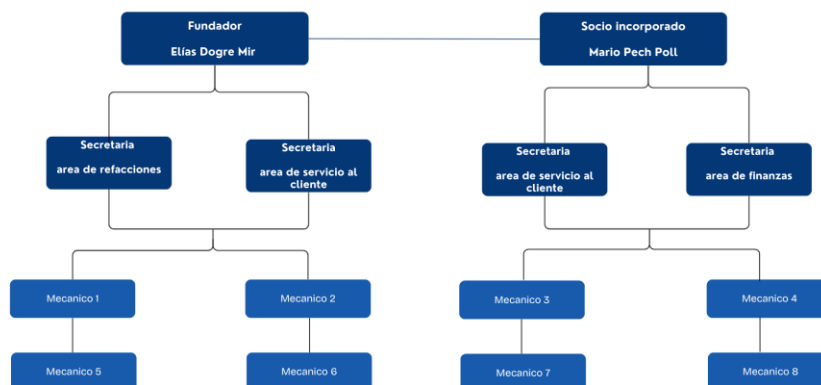 Fundador
Elías Dogre Mir
Socio incorporado
Mario Pech Poll
Secretaria
area de refacciones
Secretaria
area de servicio al
cliente
Secretaria
area de servicio al
cliente
Secretaria
area de finanzas
Mecanico 1
Mecanico 2
Mecanico 3
Mecanico 4
Mecanico 5
Mecanico 6
Mecanico 7
Mecanico 8